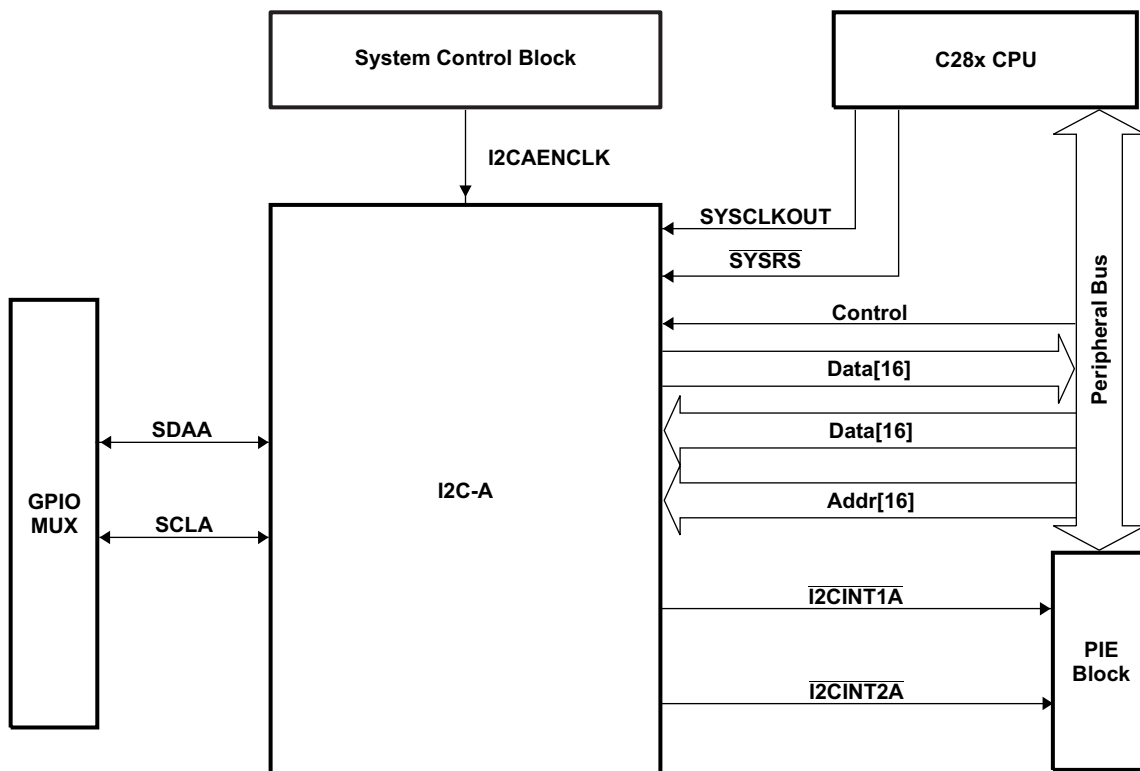 System Control Block
C28x CPU
I2CAENCLK
SYSCLKOUT
SYSRS
Control
Data[16]
Data[16]
Addr[16]
Peripheral Bus
SDAA
SCLA
GPIO
MUX
I2C-A
I2CINT1A
I2CINT2A
PIE
Block